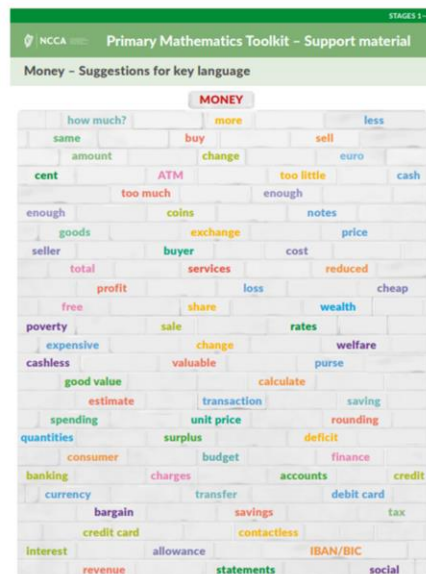 STAGES 1–
NCCA Primary Mathematics Toolkit – Support material
Money – Suggestions for key language
MONEY
how much? more less
same buy sell
amount change euro
cent ATM too little cash
too much enough
enough coins notes
goods exchange price
seller buyer cost
total services reduced
profit loss cheap
free share wealth
poverty sale rates
expensive change welfare
cashless valuable purse
good value calculate
estimate transaction saving
spending unit price rounding
quantities surplus deficit
consumer budget finance
banking charges accounts credit
currency transfer debit card
bargain savings tax
credit card contactless
interest allowance IBAN/BIC
revenue statements social